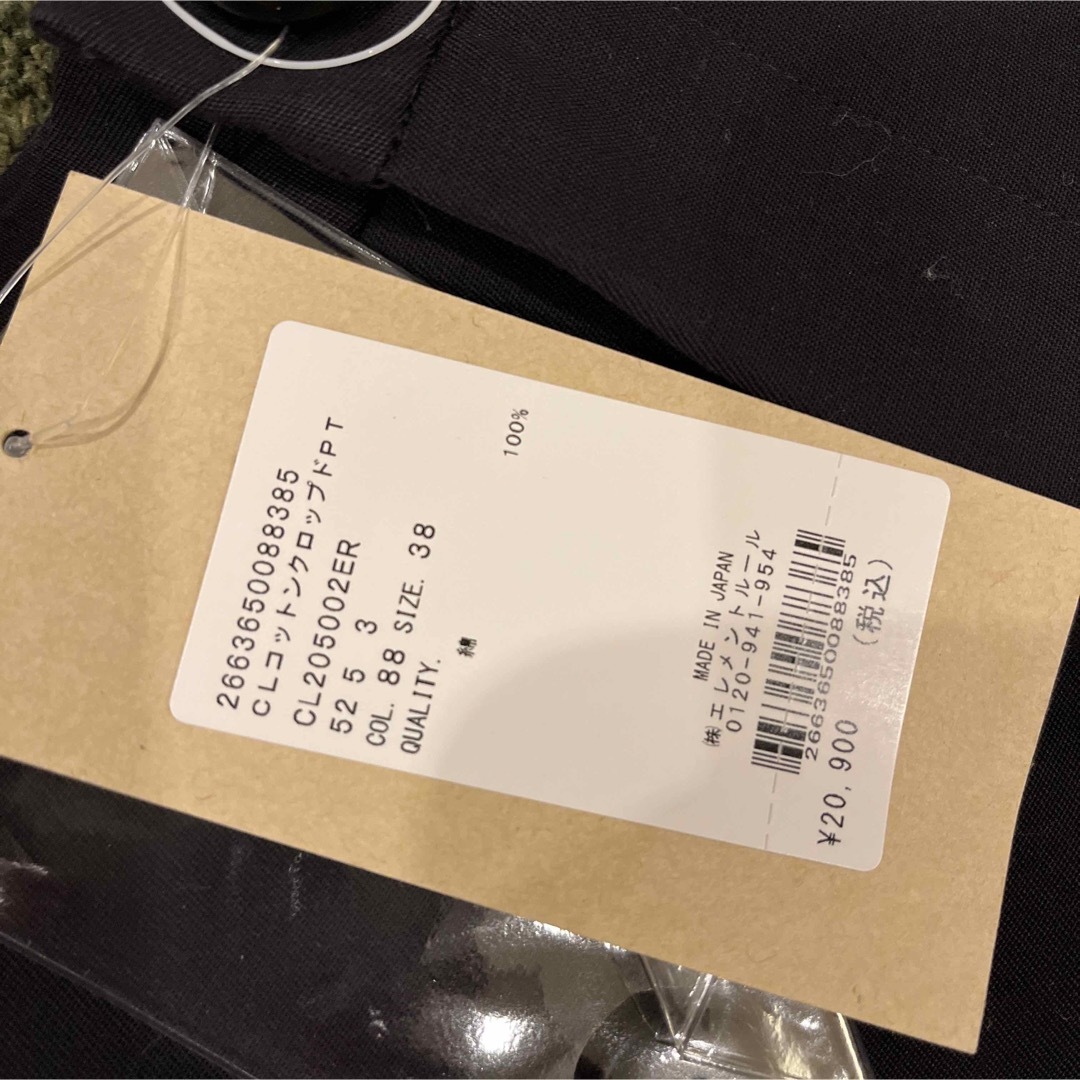 2663650088385
CLコットンクロップドPT
CL205002ER
52 5 3
COL. 88 SIZE. 38
QUALITY.
綿 100%
MADE IN JAPAN
㈱エレメントルール
0120-941-954
2663650088385
¥20,900 (税込)